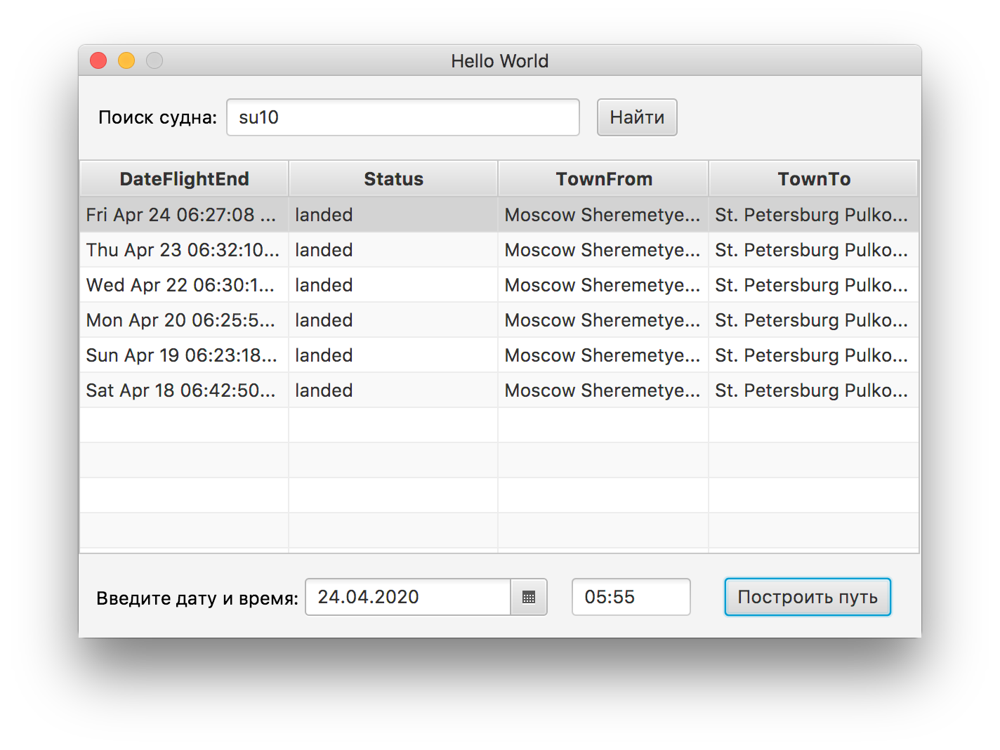 Hello World
Поиск судна: su10 Найти
DateFlightEnd Status TownFrom TownTo
Fri Apr 24 06:27:08 ... landed Moscow Sheremetye... St. Petersburg Pulko...
Thu Apr 23 06:32:10... landed Moscow Sheremetye... St. Petersburg Pulko...
Wed Apr 22 06:30:1... landed Moscow Sheremetye... St. Petersburg Pulko...
Mon Apr 20 06:25:5... landed Moscow Sheremetye... St. Petersburg Pulko...
Sun Apr 19 06:23:18... landed Moscow Sheremetye... St. Petersburg Pulko...
Sat Apr 18 06:42:50... landed Moscow Sheremetye... St. Petersburg Pulko...
Введите дату и время: 24.04.2020 05:55 Построить путь